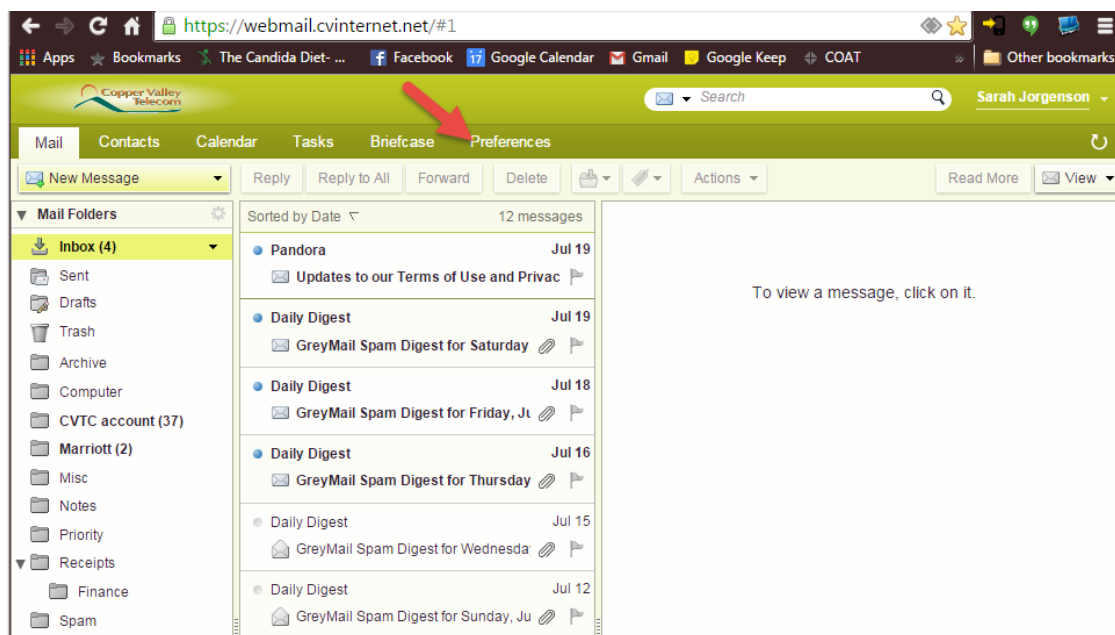 https://webmail.cvinternet.net/#1
Apps Bookmarks The Candida Diet- ... Facebook 17 Google Calendar Gmail Google Keep COAT » Other bookmarks
Copper Valley
Telecom
Search
Sarah Jorgenson
Mail Contacts Calendar Tasks Briefcase Preferences
New Message Reply Reply to All Forward Delete Actions Read More View
Mail Folders
Inbox (4)
Sent
Drafts
Trash
Archive
Computer
CVTC account (37)
Marriott (2)
Misc
Notes
Priority
Receipts
Finance
Spam
Sorted by Date 12 messages
Pandora Jul 19
Updates to our Terms of Use and Privac
Daily Digest Jul 19
GreyMail Spam Digest for Saturday
Daily Digest Jul 18
GreyMail Spam Digest for Friday, Ju
Daily Digest Jul 16
GreyMail Spam Digest for Thursday
Daily Digest Jul 15
GreyMail Spam Digest for Wednesda
Daily Digest Jul 12
GreyMail Spam Digest for Sunday, Ju
To view a message, click on it.